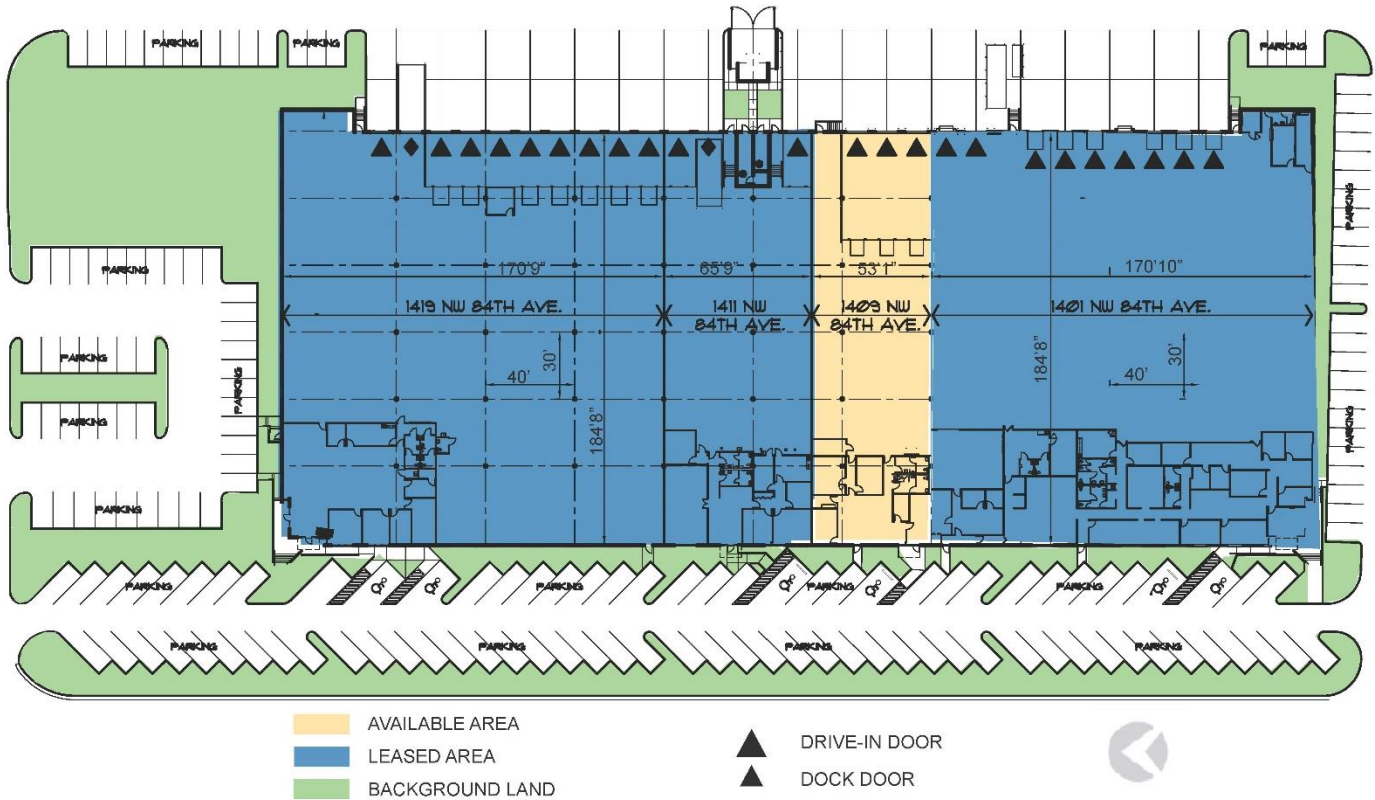 PARKING
PARKING
PARKING
PARKING
PARKING
170'9"
65'9"
53'1"
170'10"
1419 NW 84TH AVE.
1411 NW
84TH AVE.
1409 NW
84TH AVE.
1401 NW 84TH AVE.
PARKING
PARKING
PARKING
40'
30'
184'8"
184'8"
30'
40'
PARKING
PARKING
PARKING
PARKING
PARKING
PARKING
PARKING
PARKING
PARKING
PARKING
PARKING
AVAILABLE AREA
LEASED AREA
BACKGROUND LAND
DRIVE-IN DOOR
DOCK DOOR